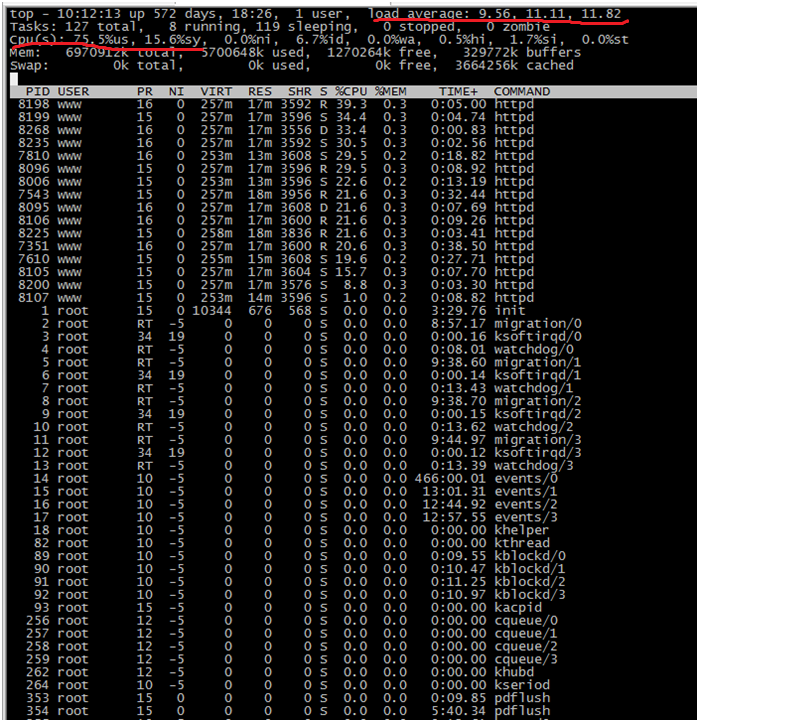 top - 10:12:13 up 572 days, 18:26, 1 user, load average: 9.56, 11.11, 11.82
Tasks: 127 total, 8 running, 119 sleeping, 0 stopped, 0 zombie
Cpu(s): 75.5%us, 15.6%sy, 0.0%ni, 6.7%id, 0.0%wa, 0.5%hi, 1.7%si, 0.0%st
Mem: 6970912k total, 5700648k used, 1270264k free, 329772k buffers
Swap: 0k total, 0k used, 0k free, 3664256k cached
PID USER PR NI VIRT RES SHR S %CPU %MEM TIME+ COMMAND
8198 www 16 0 257m 17m 3592 R 39.3 0.3 0:05.00 httpd
8199 www 15 0 257m 17m 3596 S 34.4 0.3 0:04.74 httpd
8268 www 16 0 257m 17m 3556 D 33.4 0.3 0:00.83 httpd
8235 www 16 0 257m 17m 3592 S 30.5 0.3 0:02.56 httpd
7810 www 16 0 253m 13m 3608 S 29.5 0.2 0:18.82 httpd
8096 www 15 0 257m 17m 3596 R 29.5 0.3 0:08.92 httpd
8006 www 15 0 253m 13m 3596 S 22.6 0.2 0:13.19 httpd
7543 www 15 0 257m 18m 3956 R 21.6 0.3 0:32.44 httpd
8095 www 16 0 257m 17m 3608 D 21.6 0.3 0:07.69 httpd
8106 www 16 0 257m 17m 3600 R 21.6 0.3 0:09.26 httpd
8225 www 15 0 258m 18m 3836 R 21.6 0.3 0:03.41 httpd
7351 www 16 0 257m 17m 3600 R 20.6 0.3 0:38.50 httpd
7610 www 15 0 255m 15m 3608 S 19.6 0.2 0:27.71 httpd
8105 www 15 0 257m 17m 3604 S 15.7 0.3 0:07.70 httpd
8200 www 15 0 257m 17m 3576 S 8.8 0.3 0:03.30 httpd
8107 www 15 0 253m 14m 3596 S 1.0 0.2 0:08.82 httpd
1 root 15 0 10344 676 568 S 0.0 0.0 3:29.76 init
2 root RT -5 0 0 0 S 0.0 0.0 8:57.17 migration/0
3 root 34 19 0 0 0 S 0.0 0.0 0:00.16 ksoftirqd/0
4 root RT -5 0 0 0 S 0.0 0.0 0:08.01 watchdog/0
5 root RT -5 0 0 0 S 0.0 0.0 9:38.60 migration/1
6 root 34 19 0 0 0 S 0.0 0.0 0:00.14 ksoftirqd/1
7 root RT -5 0 0 0 S 0.0 0.0 0:13.43 watchdog/1
8 root RT -5 0 0 0 S 0.0 0.0 9:38.70 migration/2
9 root 34 19 0 0 0 S 0.0 0.0 0:00.15 ksoftirqd/2
10 root RT -5 0 0 0 S 0.0 0.0 0:13.62 watchdog/2
11 root RT -5 0 0 0 S 0.0 0.0 9:44.97 migration/3
12 root 34 19 0 0 0 S 0.0 0.0 0:00.12 ksoftirqd/3
13 root RT -5 0 0 0 S 0.0 0.0 0:13.39 watchdog/3
14 root 10 -5 0 0 0 S 0.0 0.0 466:00.01 events/0
15 root 10 -5 0 0 0 S 0.0 0.0 13:01.31 events/1
16 root 10 -5 0 0 0 S 0.0 0.0 12:44.92 events/2
17 root 10 -5 0 0 0 S 0.0 0.0 12:57.55 events/3
18 root 10 -5 0 0 0 S 0.0 0.0 0:00.00 khelper
82 root 10 -5 0 0 0 S 0.0 0.0 0:00.00 kthread
89 root 10 -5 0 0 0 S 0.0 0.0 0:09.55 kblockd/0
90 root 10 -5 0 0 0 S 0.0 0.0 0:10.47 kblockd/1
91 root 10 -5 0 0 0 S 0.0 0.0 0:11.25 kblockd/2
92 root 10 -5 0 0 0 S 0.0 0.0 0:10.97 kblockd/3
93 root 15 -5 0 0 0 S 0.0 0.0 0:00.00 kacpid
256 root 12 -5 0 0 0 S 0.0 0.0 0:00.00 cqueue/0
257 root 12 -5 0 0 0 S 0.0 0.0 0:00.00 cqueue/1
258 root 12 -5 0 0 0 S 0.0 0.0 0:00.00 cqueue/2
259 root 12 -5 0 0 0 S 0.0 0.0 0:00.00 cqueue/3
262 root 12 -5 0 0 0 S 0.0 0.0 0:00.00 khubd
264 root 10 -5 0 0 0 S 0.0 0.0 0:00.00 kseriod
353 root 15 0 0 0 0 S 0.0 0.0 0:09.85 pdflush
354 root 15 0 0 0 0 S 0.0 0.0 5:40.34 pdflush